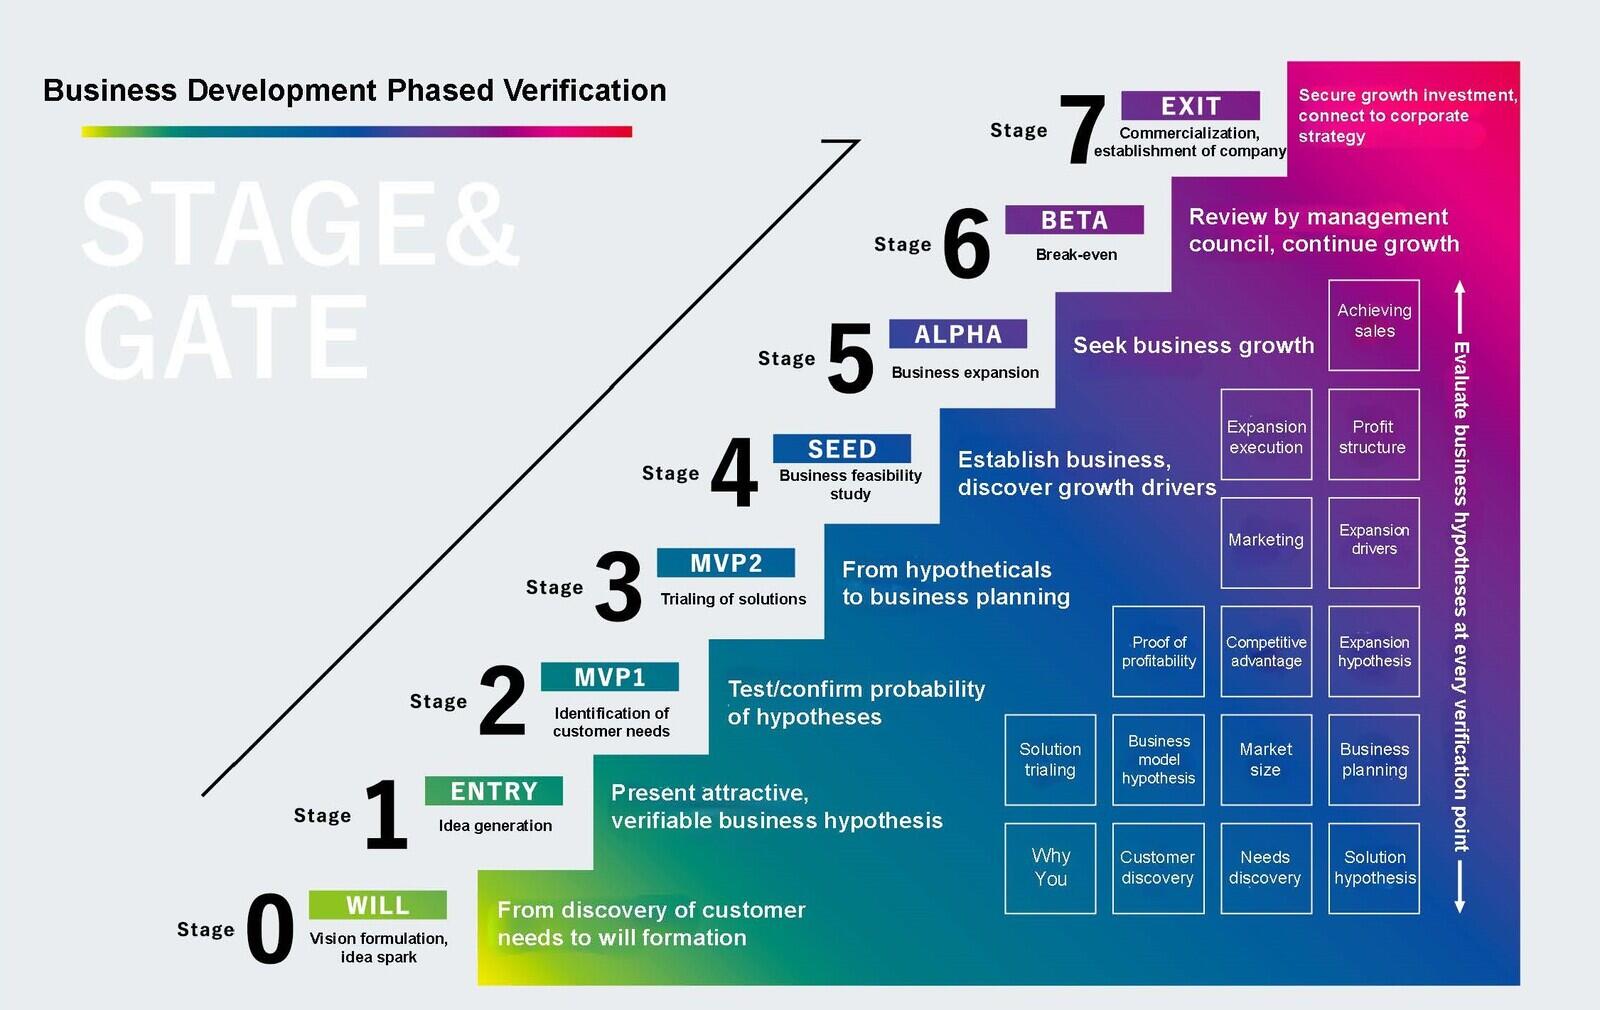 Business Development Phased Verification
STAGE&
GATE
Stage 7 EXIT
Commercialization,
establishment of company
Secure growth investment,
connect to corporate
strategy
Stage 6 BETA
Break-even
Review by management
council, continue growth
Stage 5 ALPHA
Business expansion
Seek business growth
Stage 4 SEED
Business feasibility
study
Establish business,
discover growth drivers
Stage 3 MVP2
Trialing of solutions
From hypotheticals
to business planning
Stage 2 MVP1
Identification of
customer needs
Test/confirm probability
of hypotheses
Stage 1 ENTRY
Idea generation
Present attractive,
verifiable business hypothesis
Stage 0 WILL
Vision formulation,
idea spark
From discovery of customer
needs to will formation
Achieving
sales
Expansion
execution
Profit
structure
Marketing
Expansion
drivers
Proof of
profitability
Competitive
advantage
Expansion
hypothesis
Solution
trialing
Business
model
hypothesis
Market
size
Business
planning
Why
You
Customer
discovery
Needs
discovery
Solution
hypothesis
Evaluate business hypotheses at every verification point